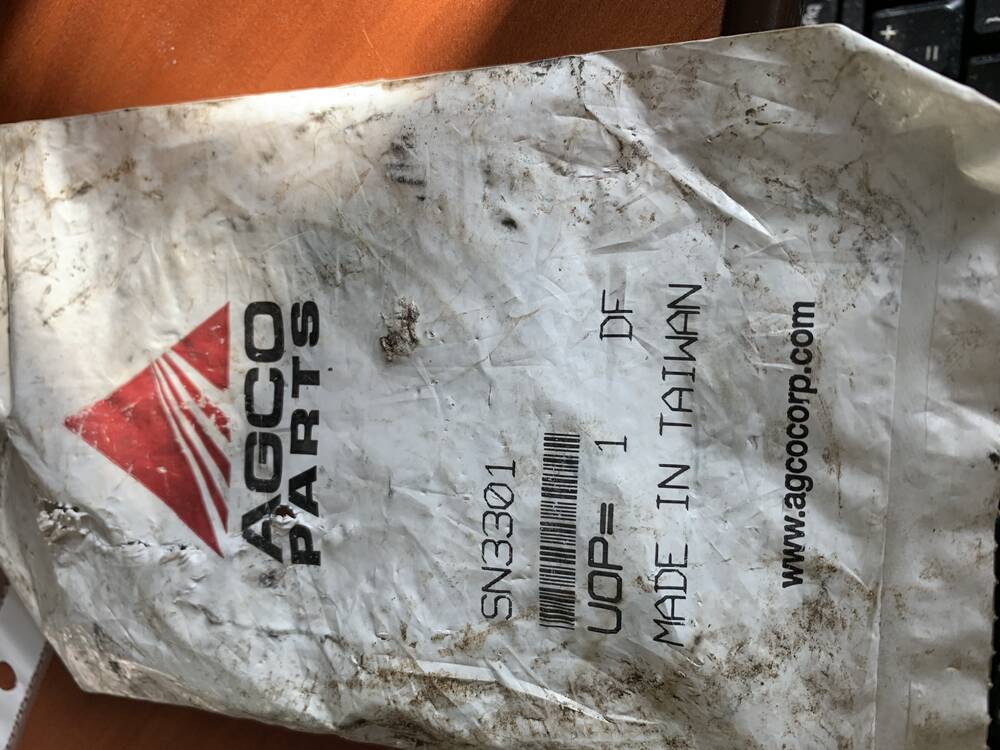 AGCO
PARTS
SN3301
UOP= 1 DF
MADE IN TAIWAN
www.agcocorp.com
+
=